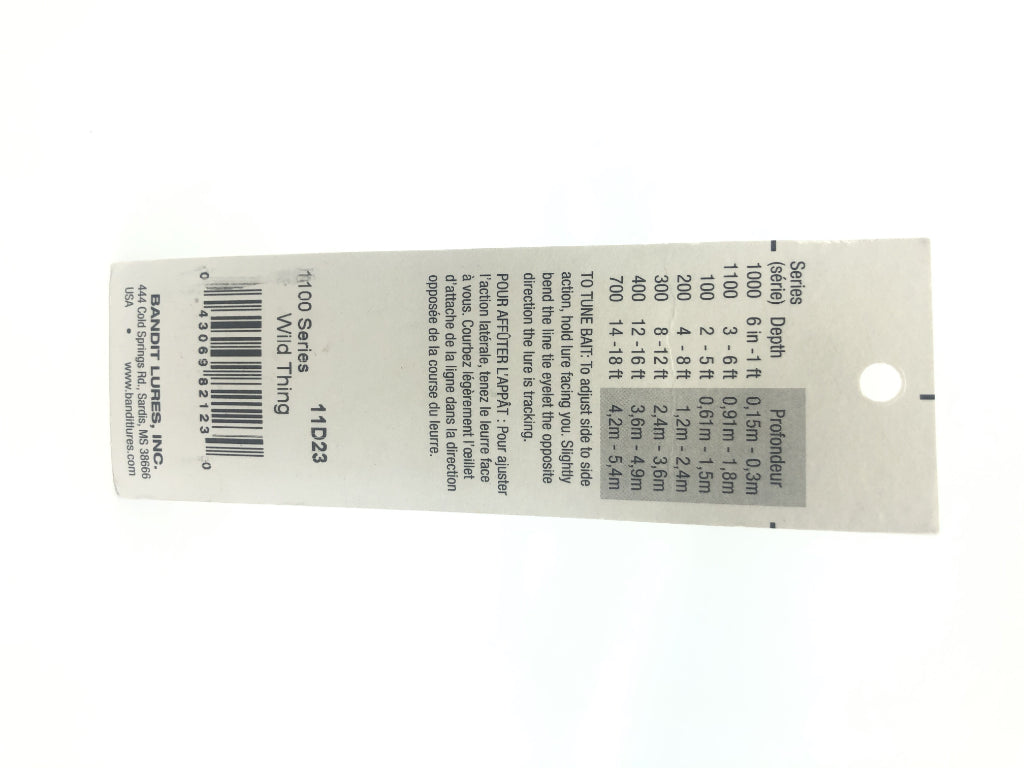 Series
(série) Depth Profondeur
1000 6 in -1 ft 0,15m - 0,3m
1100 3 - 6 ft 0,91m - 1,8m
100 2 - 5 ft 0,61m - 1,5m
200 4 - 8 ft 1,2m - 2,4m
300 8 -12 ft 2,4m - 3,6m
400 12 -16 ft 3,6m - 4,9m
700 14 -18 ft 4,2m - 5,4m
TO TUNE BAIT: To adjust side to side
action, hold lure facing you. Slightly
bend the line tie eyelet the opposite
direction the lure is tracking.
POUR AFFÛTER L'APPÂT : Pour ajuster
l'action latérale, tenez le leurre face
à vous. Courbez légèrement l'œillet
d'attache de la ligne dans la direction
opposée de la course du leurre.
11D23
1100 Series
Wild Thing
0 43069 82123 0
BANDIT LURES, INC.
444 Cold Springs Rd., Sardis, MS 38666
USA • www.banditlures.com